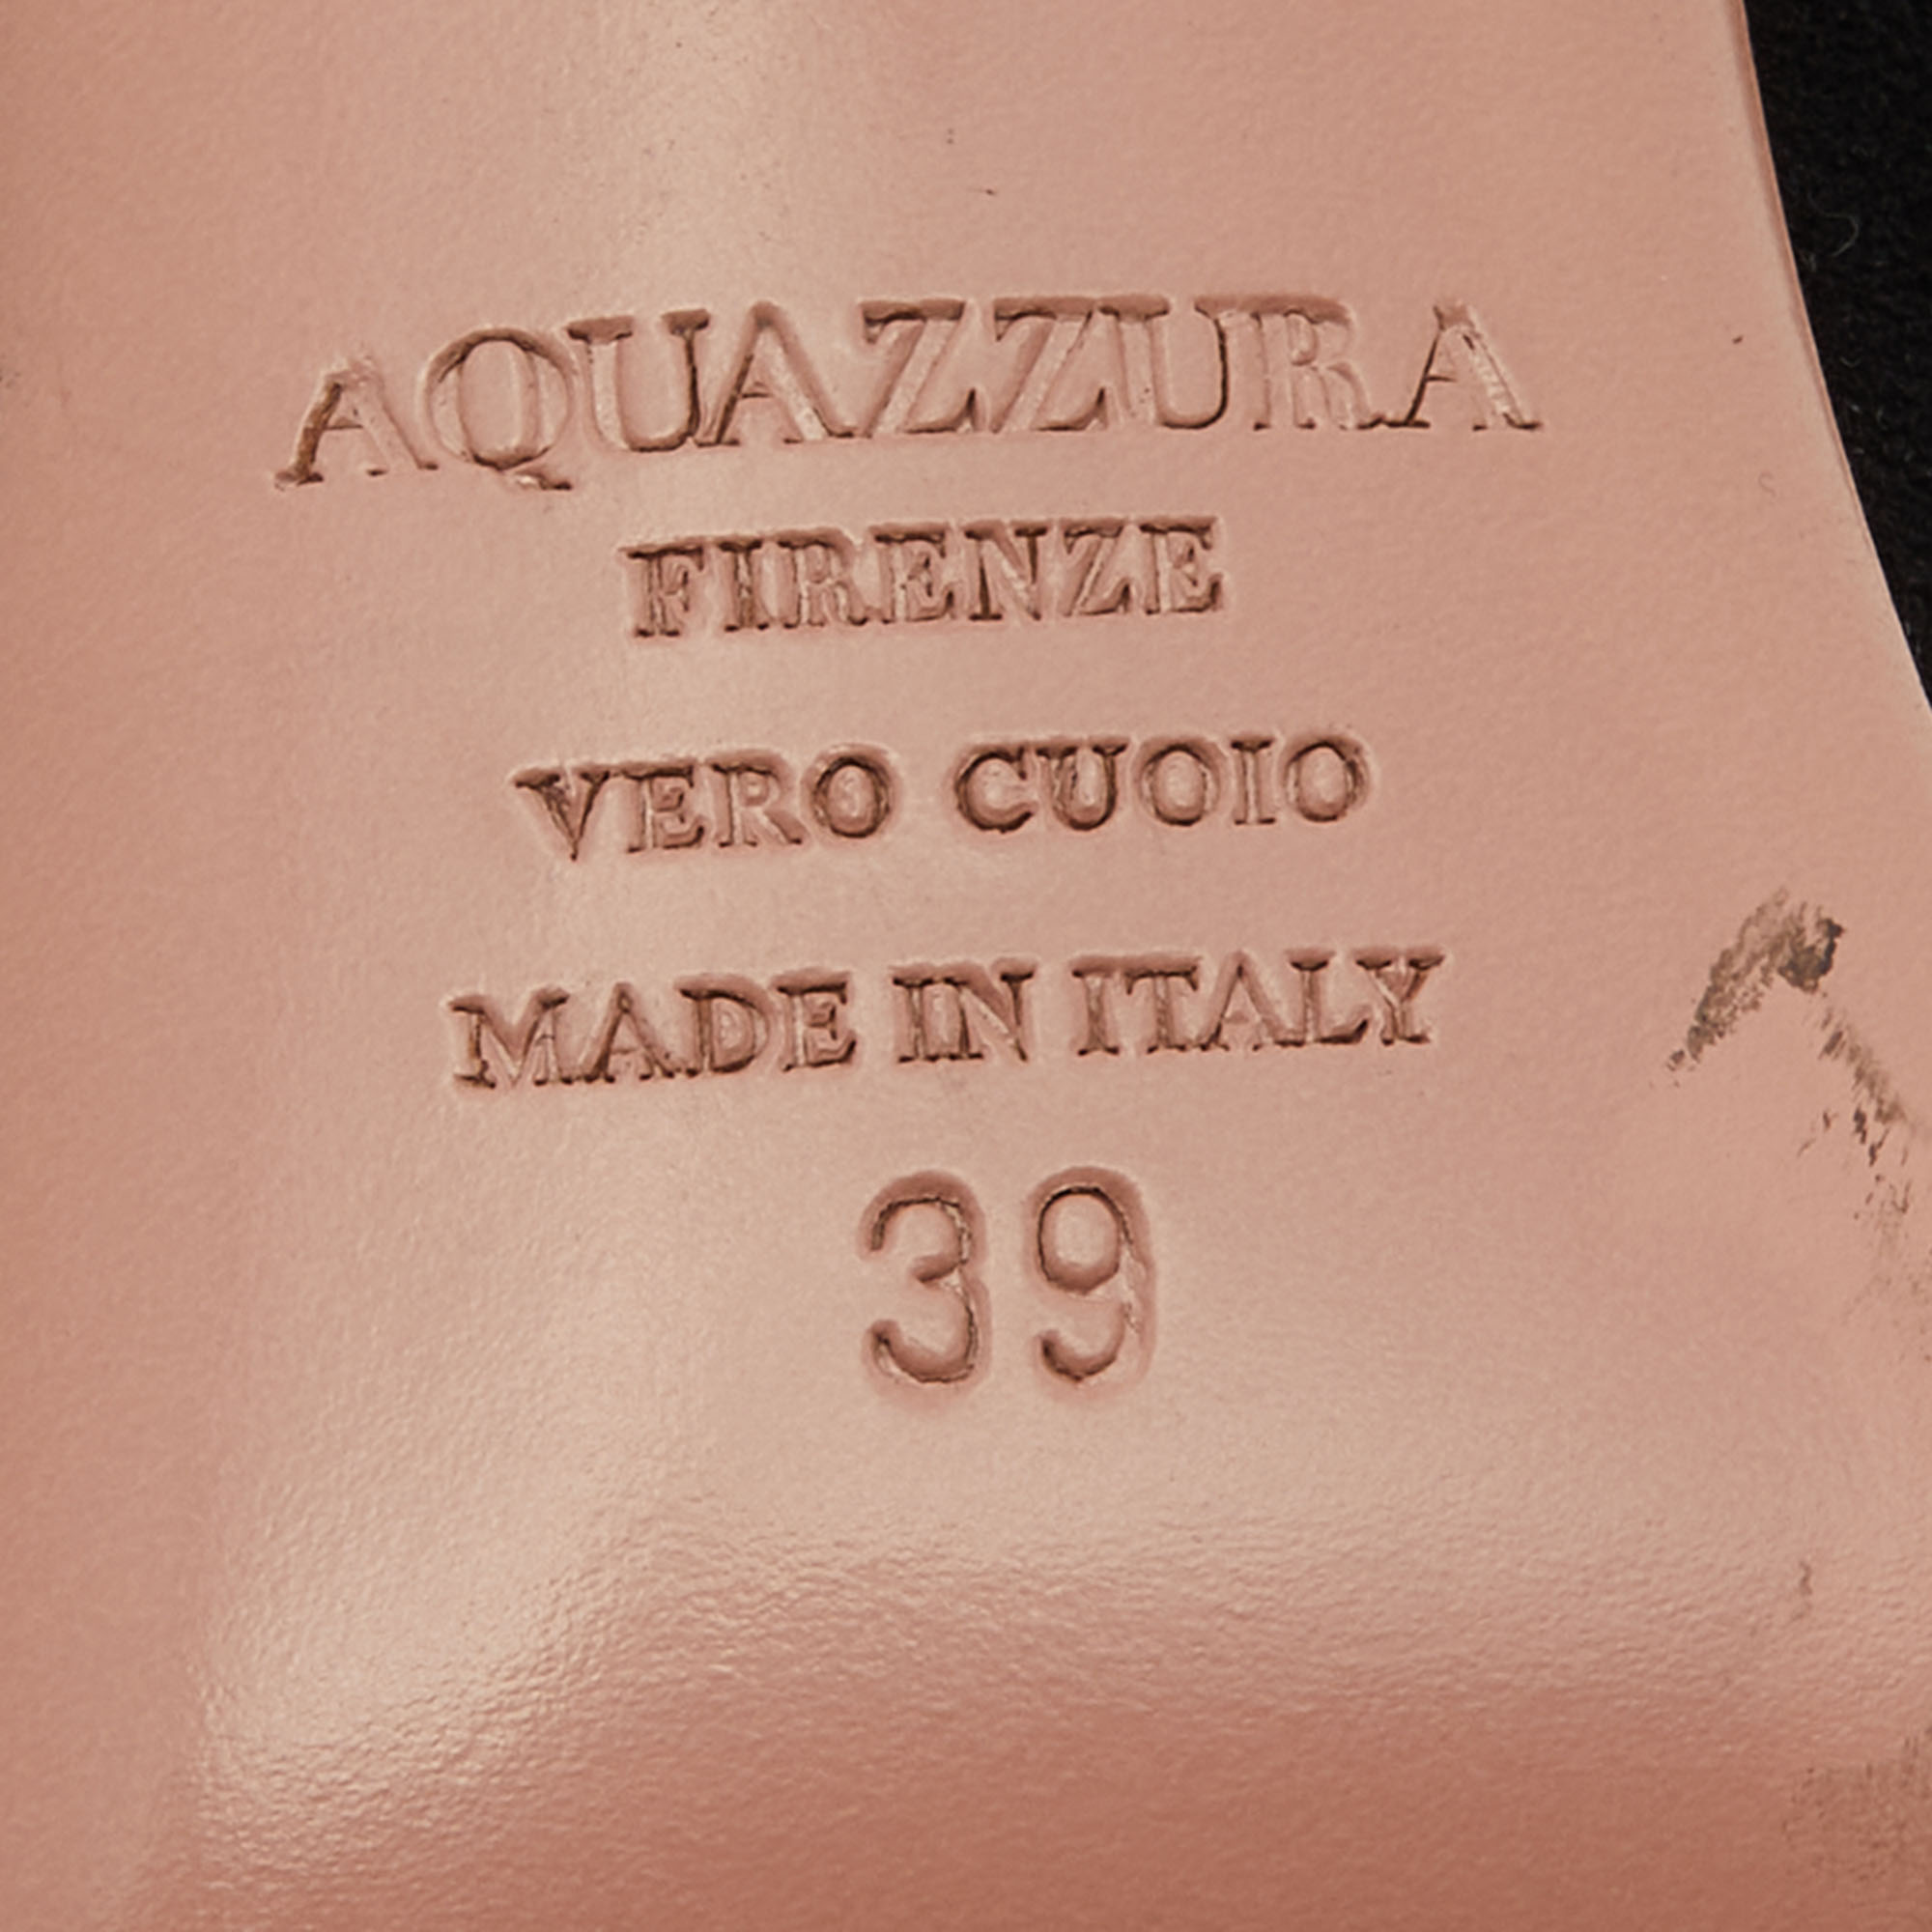 AQUAZZURA
FIRENZE
VERO CUOIO
MADE IN ITALY
39